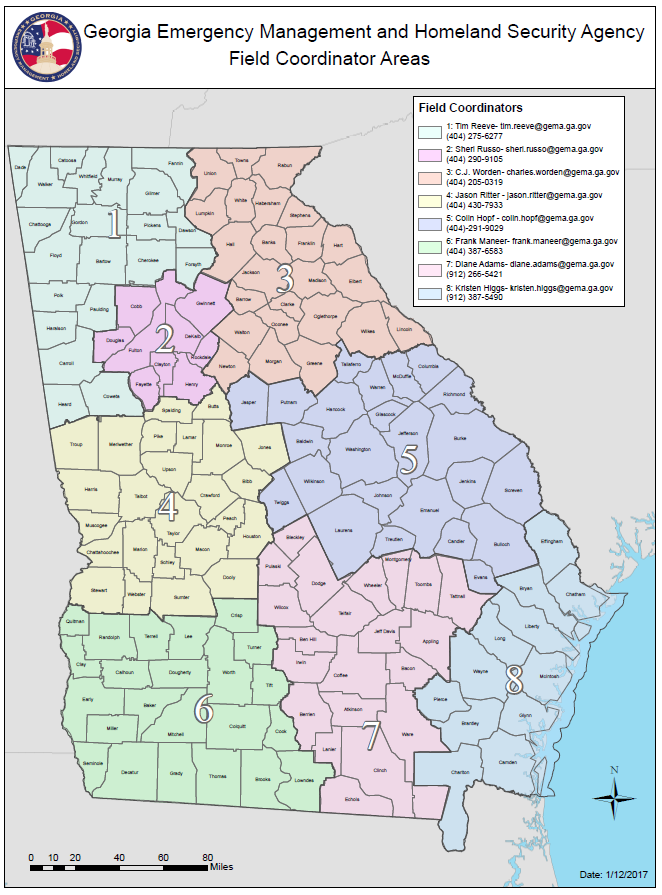 Georgia Emergency Management and Homeland Security Agency
Field Coordinator Areas
Field Coordinators
1: Tim Reeve- tim.reeve@gema.ga.gov
(404) 275-6277
2: Sheri Russo- sheri.russo@gema.ga.gov
(404) 290-9105
3: C.J. Worden- charles.worden@gema.ga.gov
(404) 205-0319
4: Jason Ritter - jason.ritter@gema.ga.gov
(404) 430-7933
5: Colin Hopf - colin.hopf@gema.ga.gov
(404)-291-9029
6: Frank Maneer- frank.maneer@gema.ga.gov
(404) 387-6583
7: Diane Adams- diane.adams@gema.ga.gov
(912) 266-5421
8: Kristen Higgs- kristen.higgs@gema.ga.gov
(912) 387-5490
Dade
Catoosa
Whitfield
Walker
Murray
Fannin
Gilmer
Chattooga
Gordon
Pickens
Dawson
Floyd
Bartow
Cherokee
Forsyth
Polk
Paulding
Haralson
Carroll
Heard
Coweta
1
Cobb
Gwinnett
Douglas
Fulton
DeKalb
Rockdale
Clayton
Fayette
Henry
2
Towns
Rabun
Union
White
Habersham
Lumpkin
Stephens
Hall
Banks
Franklin
Hart
Jackson
Madison
Elbert
Barrow
Clarke
Oconee
Oglethorpe
Walton
Wilkes
Lincoln
Newton
Morgan
Greene
3
Spalding
Butts
Troup
Meriwether
Pike
Lamar
Monroe
Jones
Upson
Harris
Talbot
Crawford
Bibb
Peach
Muscogee
Taylor
Houston
Chattahoochee
Marion
Macon
Schley
Dooly
Stewart
Webster
Sumter
4
Taliaferro
Columbia
McDuffie
Warren
Richmond
Jasper
Putnam
Hancock
Glascock
Jefferson
Burke
Baldwin
Washington
Wilkinson
Jenkins
Screven
Twiggs
Johnson
Emanuel
Laurens
Treutlen
Candler
Bulloch
Evans
5
Quitman
Crisp
Randolph
Terrell
Lee
Turner
Clay
Calhoun
Dougherty
Worth
Tift
Early
Baker
Miller
Mitchell
Colquitt
Cook
Seminole
Decatur
Grady
Thomas
Brooks
Lowndes
6
Bleckley
Pulaski
Dodge
Montgomery
Wheeler
Toombs
Tattnall
Wilcox
Telfair
Ben Hill
Jeff Davis
Appling
Irwin
Coffee
Bacon
Berrien
Atkinson
Ware
Lanier
Clinch
Echols
7
Effingham
Bryan
Chatham
Liberty
Long
Wayne
McIntosh
Pierce
Brantley
Glynn
Charlton
Camden
8
N
0 10 20 40 60 80
Miles
Date: 1/12/2017